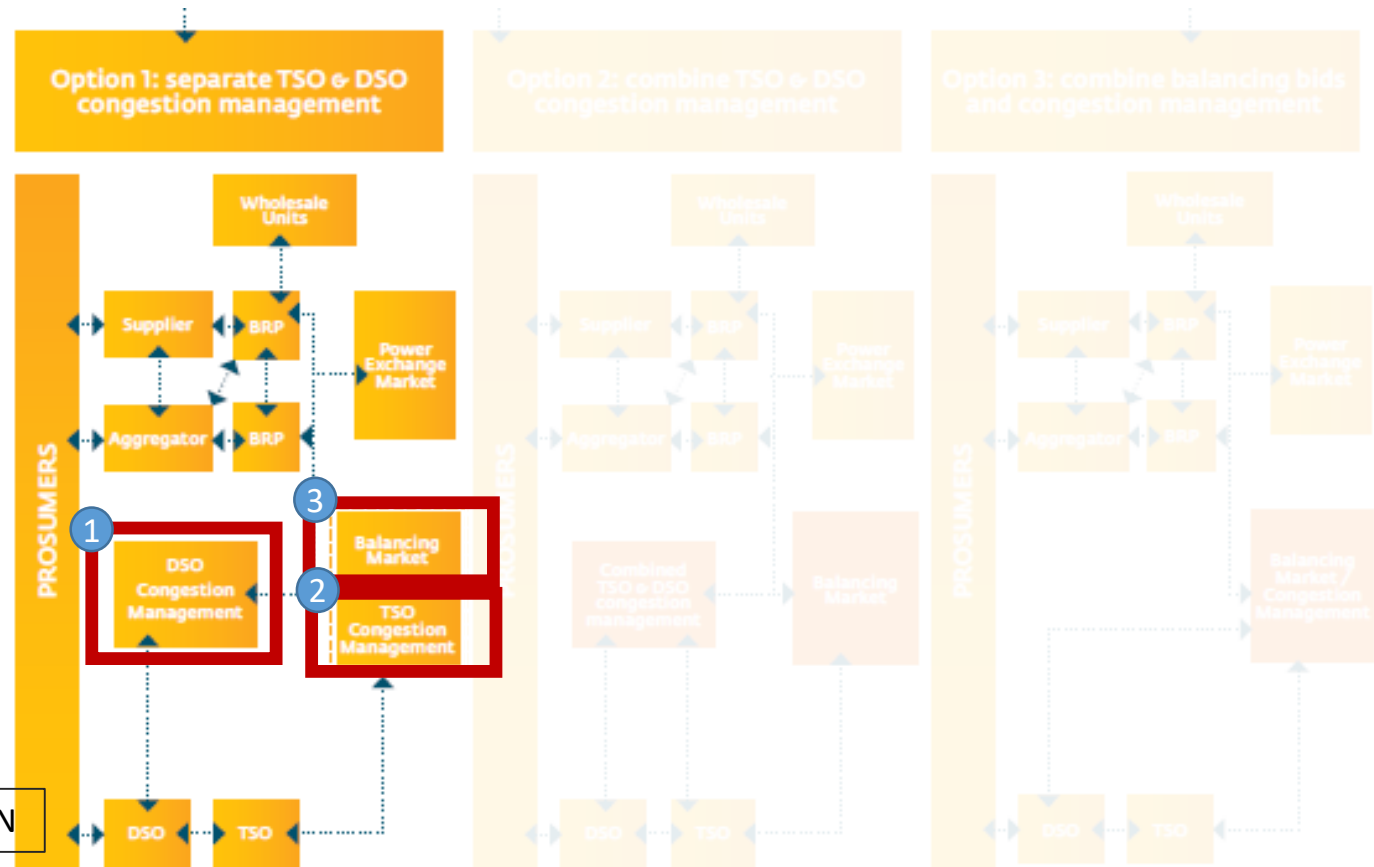 Option 1: separate TSO & DSO
congestion management
Option 2: combine TSO & DSO
congestion management
Option 3: combine balancing bids
and congestion management
PROSUMERS
Wholesale
Units
Supplier
BRP
Power
Exchange
Market
Aggregator
BRP
1
DSO
Congestion
Management
3
Balancing
Market
2
TSO
Congestion
Management
DSO
TSO
N
PROSUMERS
Wholesale
Units
Supplier
BRP
Power
Exchange
Market
Aggregator
BRP
Combined
TSO & DSO
congestion
management
Balancing
Market
DSO
TSO
PROSUMERS
Wholesale
Units
Supplier
BRP
Power
Exchange
Market
Aggregator
BRP
Balancing
Market /
Congestion
Management
DSO
TSO